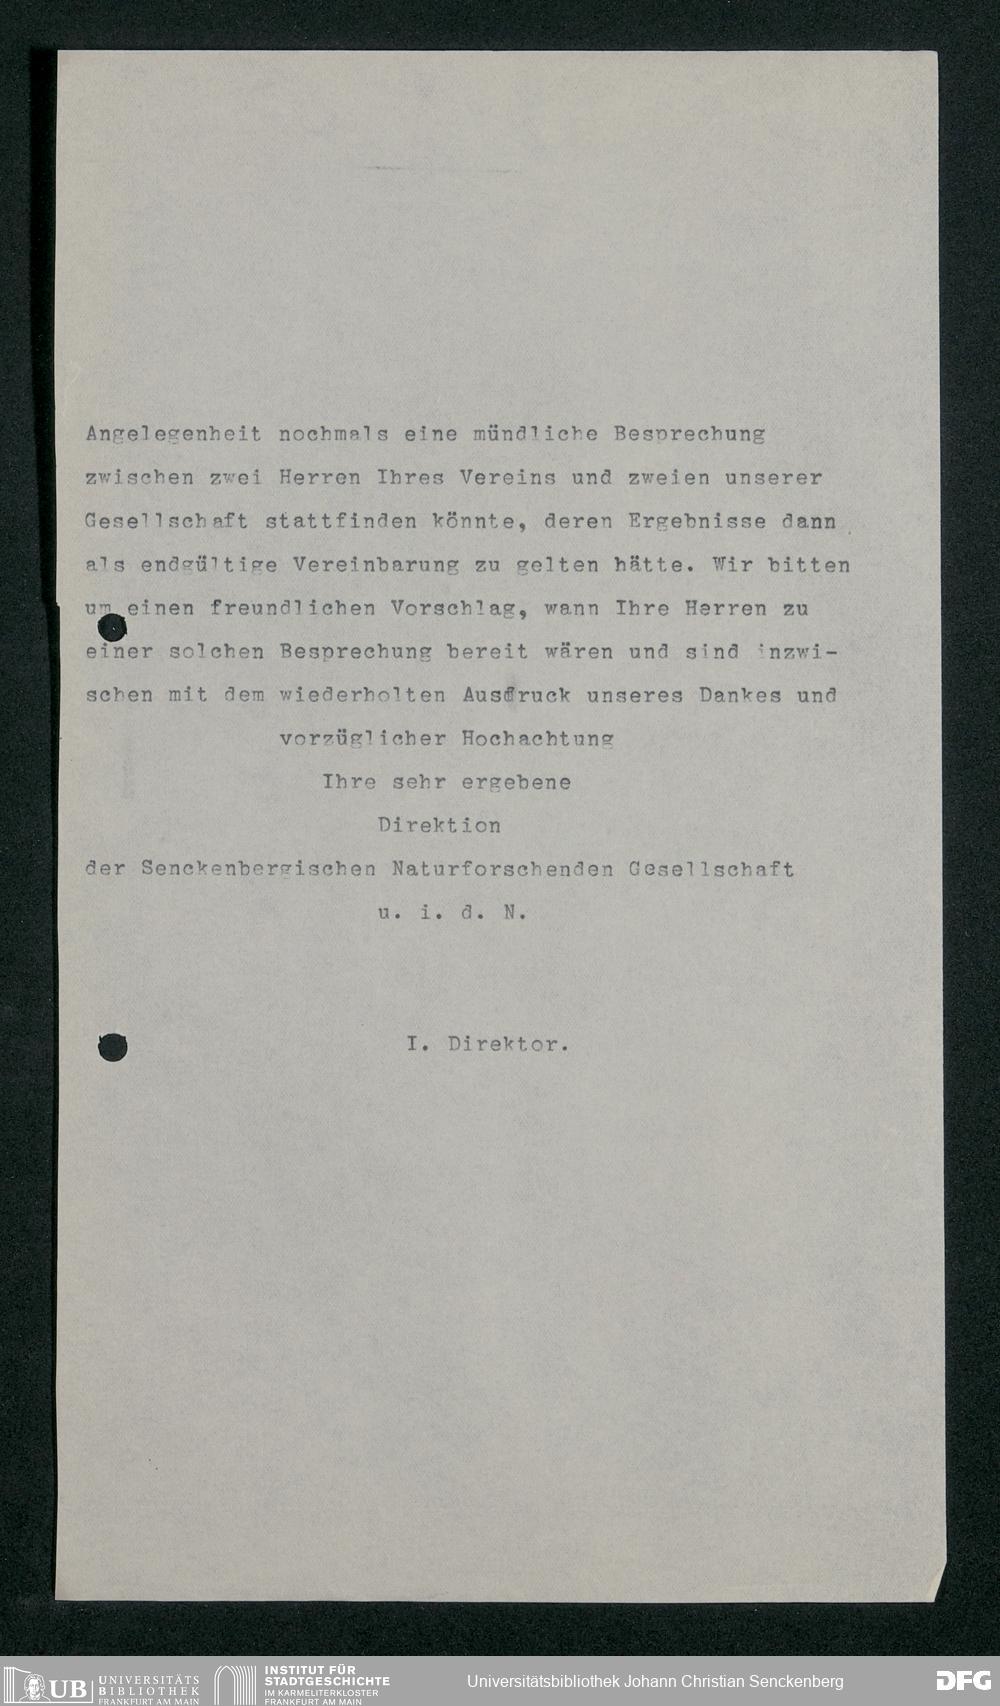 Angelegenheit nochmals eine mündliche Besprechung
zwischen zwei Herren Ihres Vereins und zweien unserer
Gesellschaft stattfinden könnte, deren Ergebnisse dann
als endgültige Vereinbarung zu gelten hätte. Wir bitten
um einen freundlichen Vorschlag, wann Ihre Herren zu
einer solchen Besprechung bereit wären und sind inzwi-
schen mit dem wiederholten Ausdruck unseres Dankes und
vorzüglicher Hochachtung
Ihre sehr ergebene
Direktion
der Senckenbergischen Naturforschenden Gesellschaft
u. i. d. N.
I. Direktor.
UB UNIVERSITÄTS
BIBLIOTHEK
FRANKFURT AM MAIN
INSTITUT FÜR
STADTGESCHICHTE
IM KARMELITERKLOSTER
FRANKFURT AM MAIN
Universitätsbibliothek Johann Christian Senckenberg
DFG